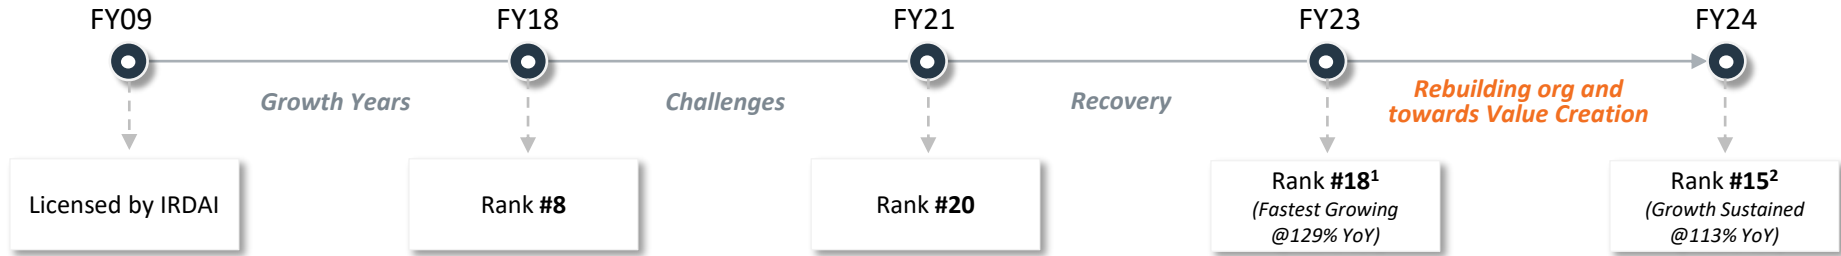 FY09
FY18
FY21
FY23
FY24
Growth Years
Challenges
Recovery
Rebuilding org and
towards Value Creation
Licensed by IRDAI
Rank #8
Rank #20
Rank #18¹
(Fastest Growing
@129% YoY)
Rank #15²
(Growth Sustained
@113% YoY)